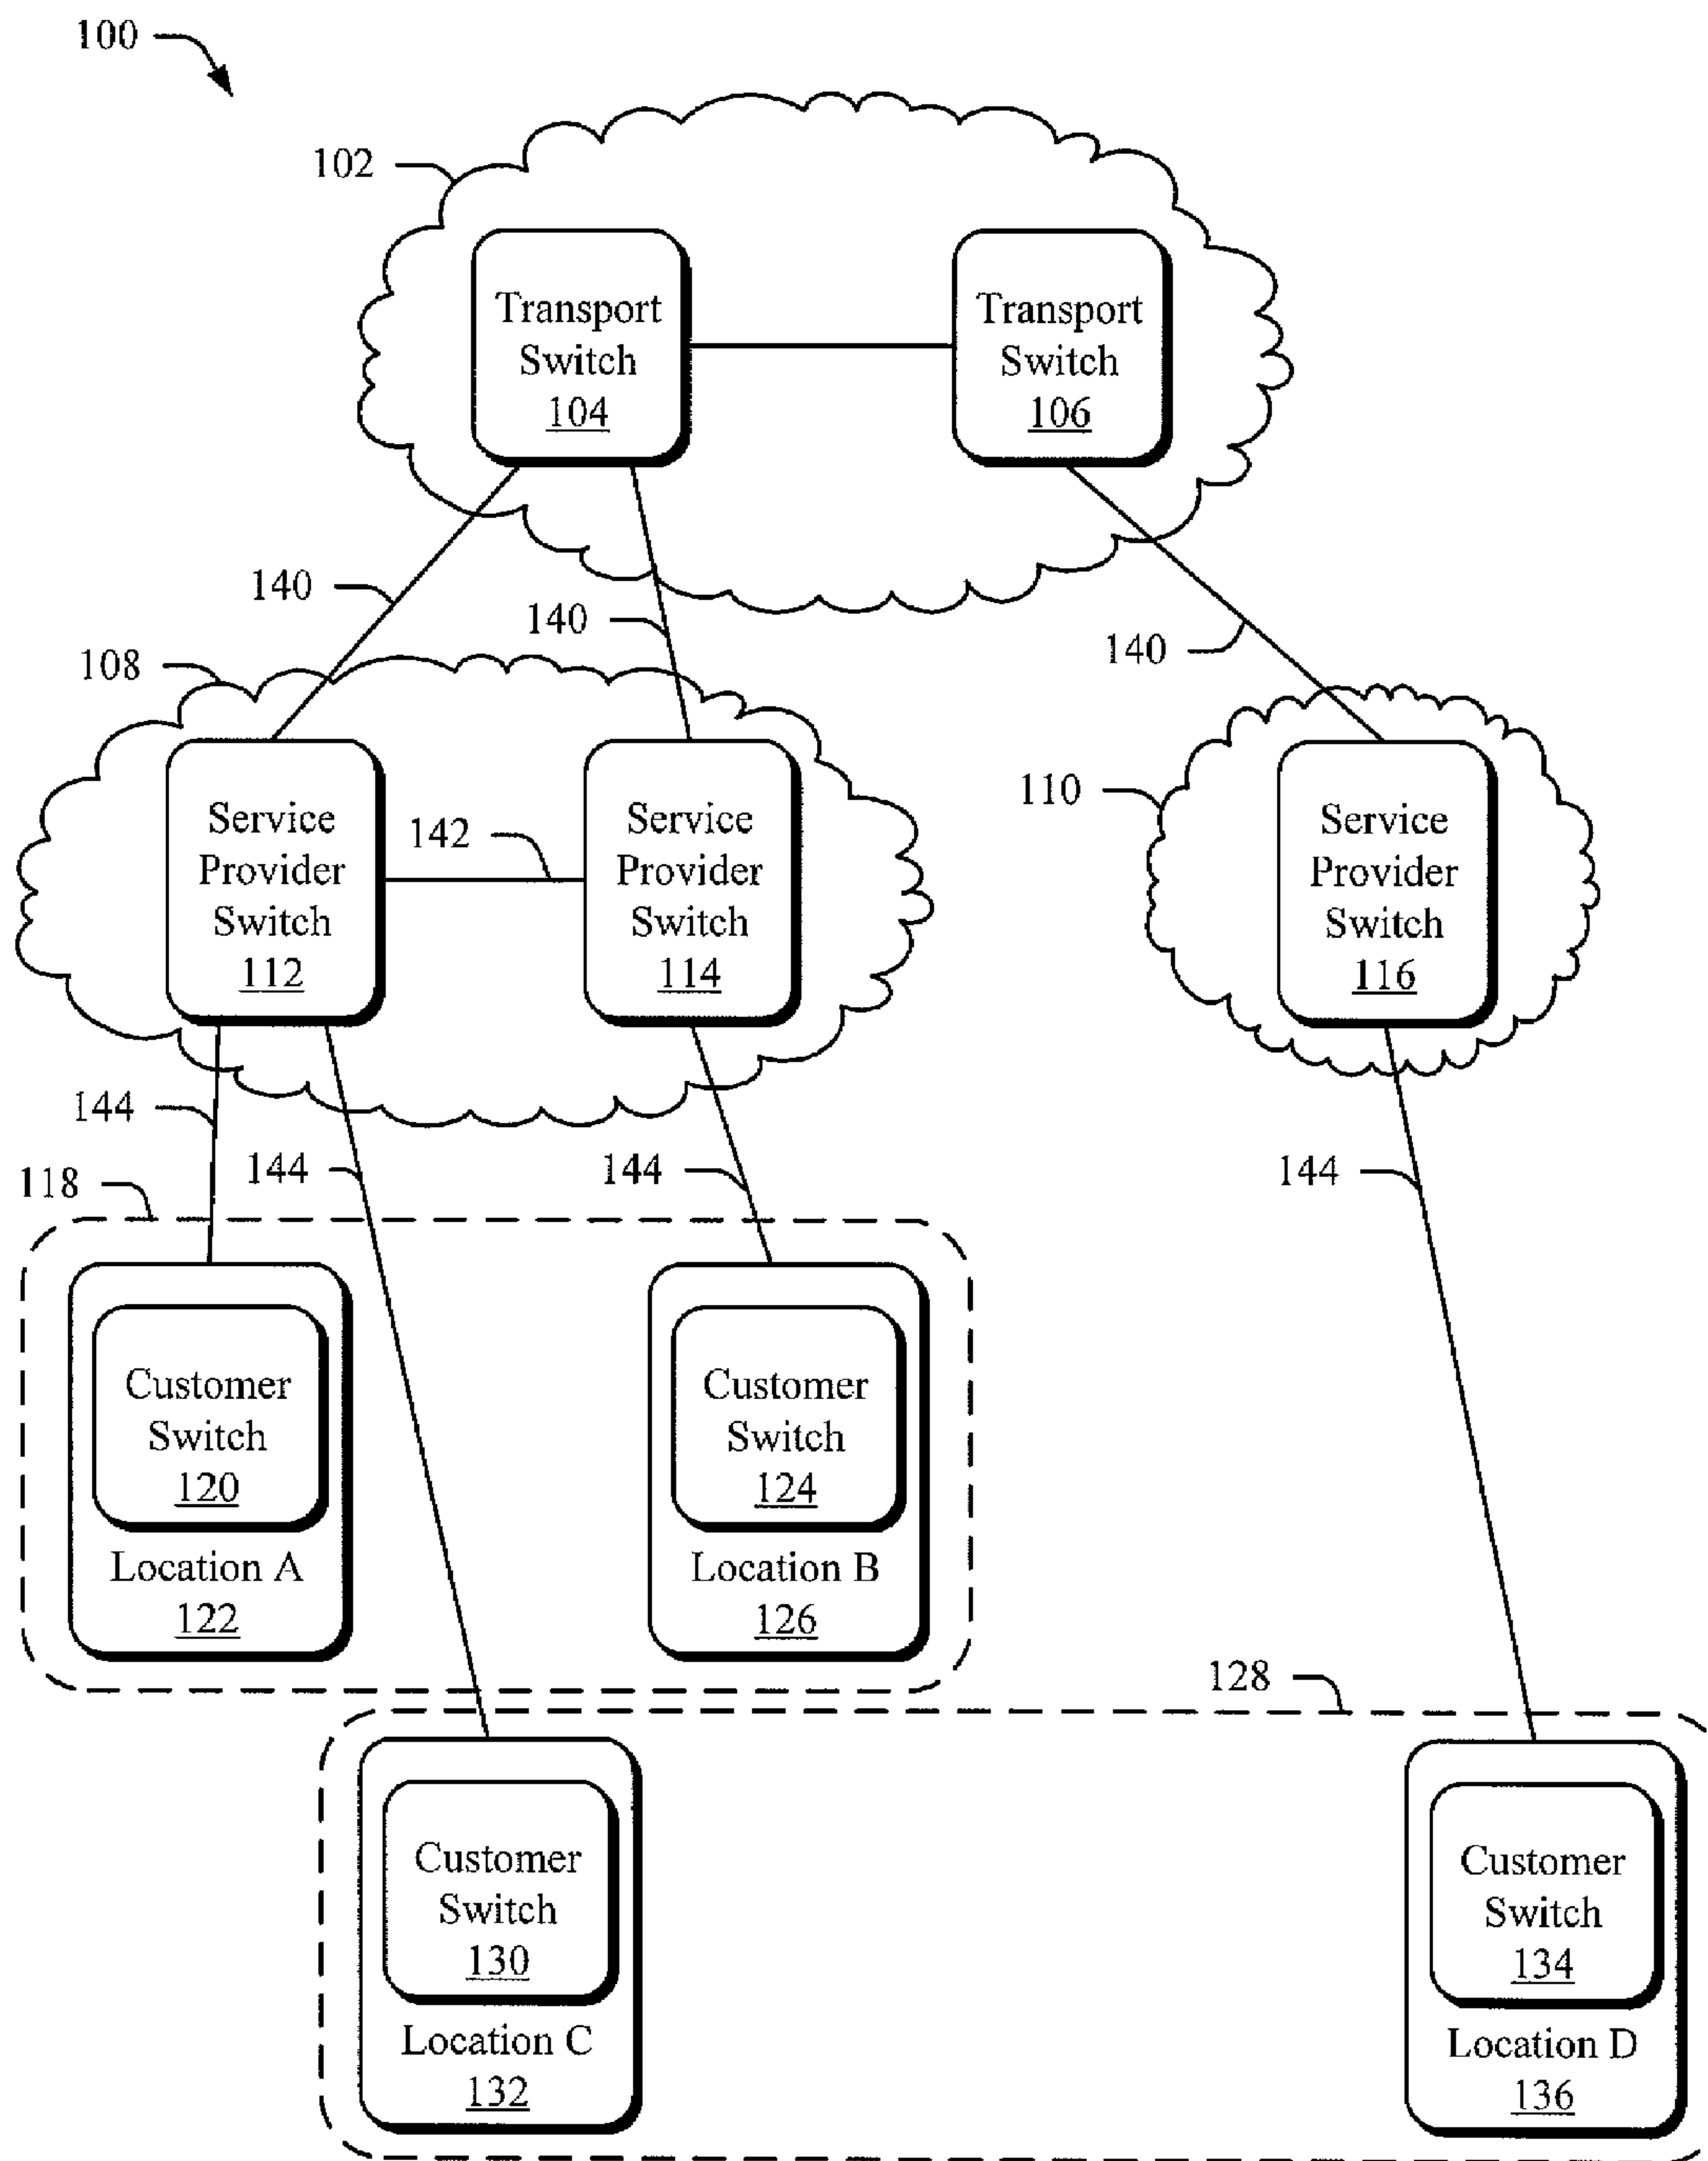 100
102
Transport
Switch
104
Transport
Switch
106
140
140
140
108
110
Service
Provider
Switch
112
142
Service
Provider
Switch
114
Service
Provider
Switch
116
144
144
144
144
118
Customer
Switch
120
Location A
122
Customer
Switch
124
Location B
126
128
Customer
Switch
130
Location C
132
Customer
Switch
134
Location D
136